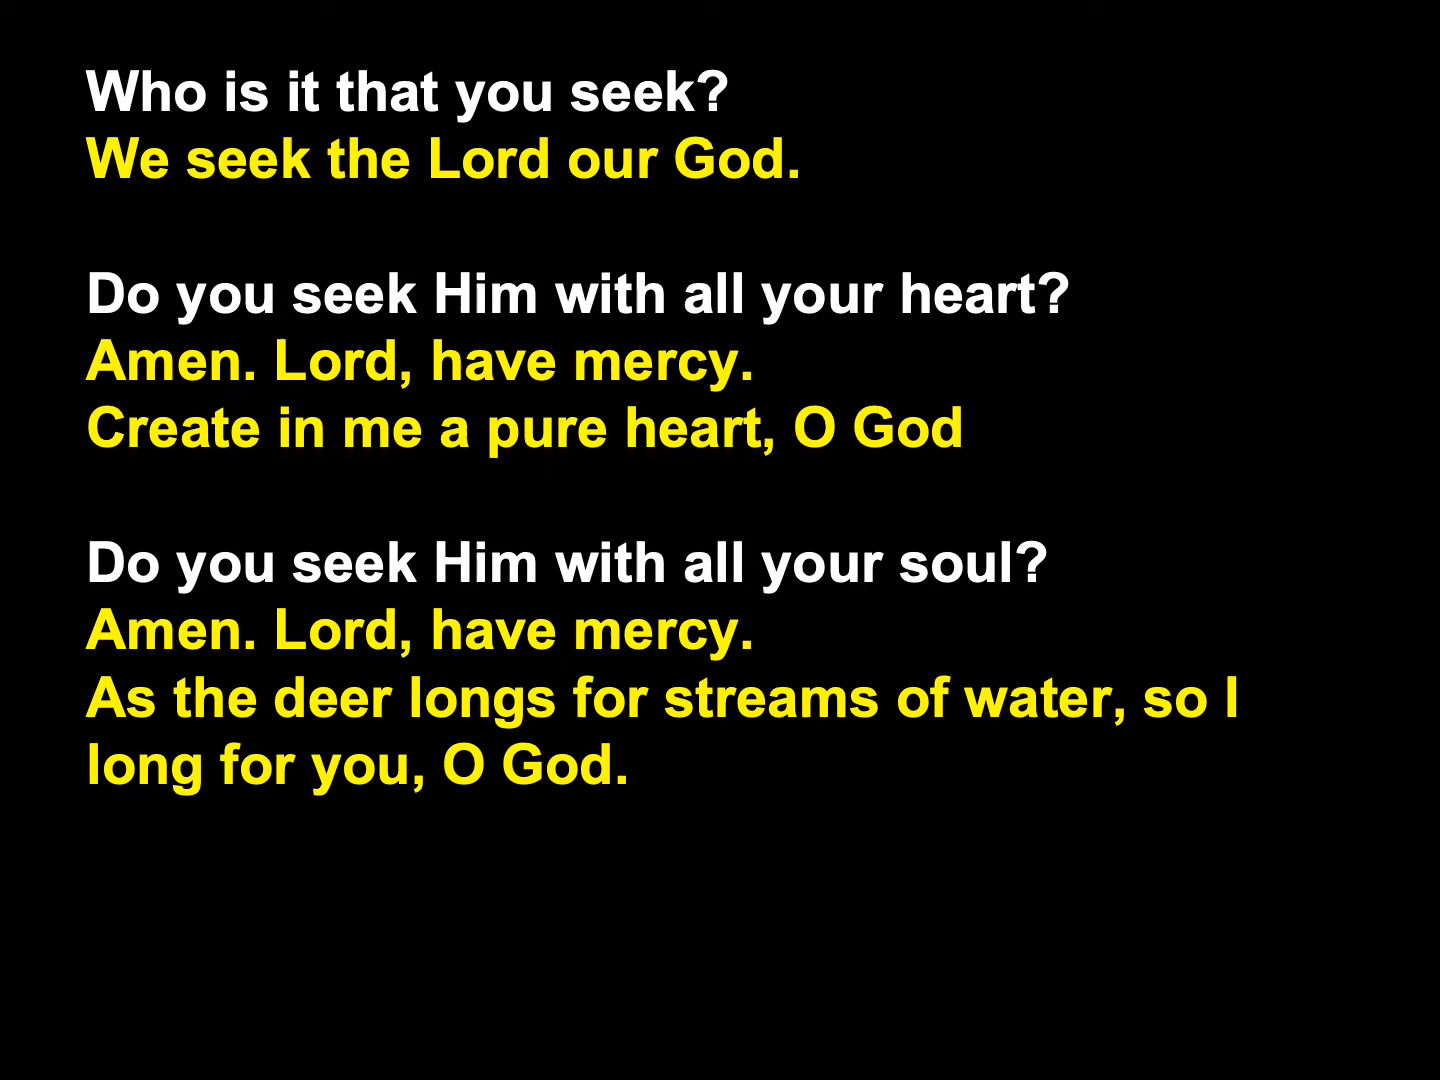 Who is it that you seek?
We seek the Lord our God.
Do you seek Him with all your heart?
Amen. Lord, have mercy.
Create in me a pure heart, O God
Do you seek Him with all your soul?
Amen. Lord, have mercy.
As the deer longs for streams of water, so I
long for you, O God.